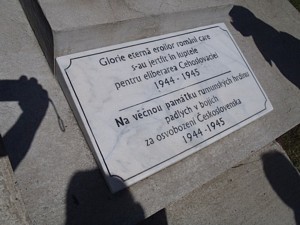 Glorie eternă eroilor români care
s-au jertfit în luptele
pentru eliberarea Cehoslovaciei
1944-1945
Na věčnou památku rumunských hrdinů
padlých v bojích
za osvobození Československa
1944-1945